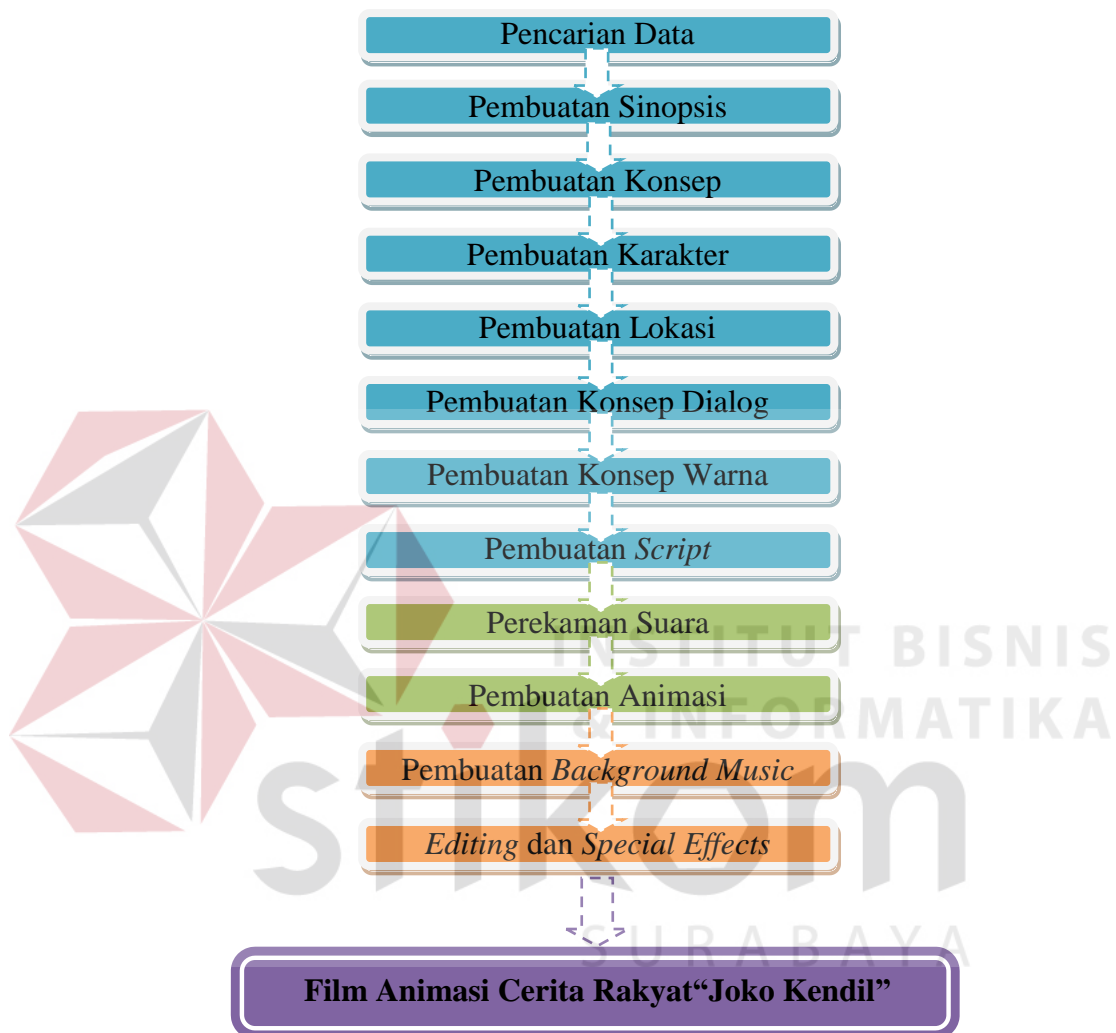 Pencarian Data
Pembuatan Sinopsis
Pembuatan Konsep
Pembuatan Karakter
Pembuatan Lokasi
Pembuatan Konsep Dialog
Pembuatan Konsep Warna
Pembuatan Script
Perekaman Suara
Pembuatan Animasi
Pembuatan Background Music
Editing dan Special Effects
Film Animasi Cerita Rakyat“Joko Kendil”
INSTITUT BISNIS
& INFORMATIKA
stikom
SURABAYA